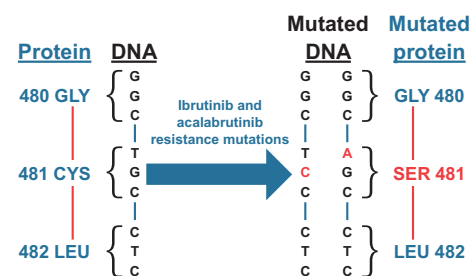 Mutated
Protein DNA DNA Mutated
protein
G G G
480 GLY G G G GLY 480
C C C
Ibrutinib and
acalabrutinib
resistance mutations
T T A
481 CYS G C G SER 481
C C C
C C C
482 LEU T T T LEU 482
C C C